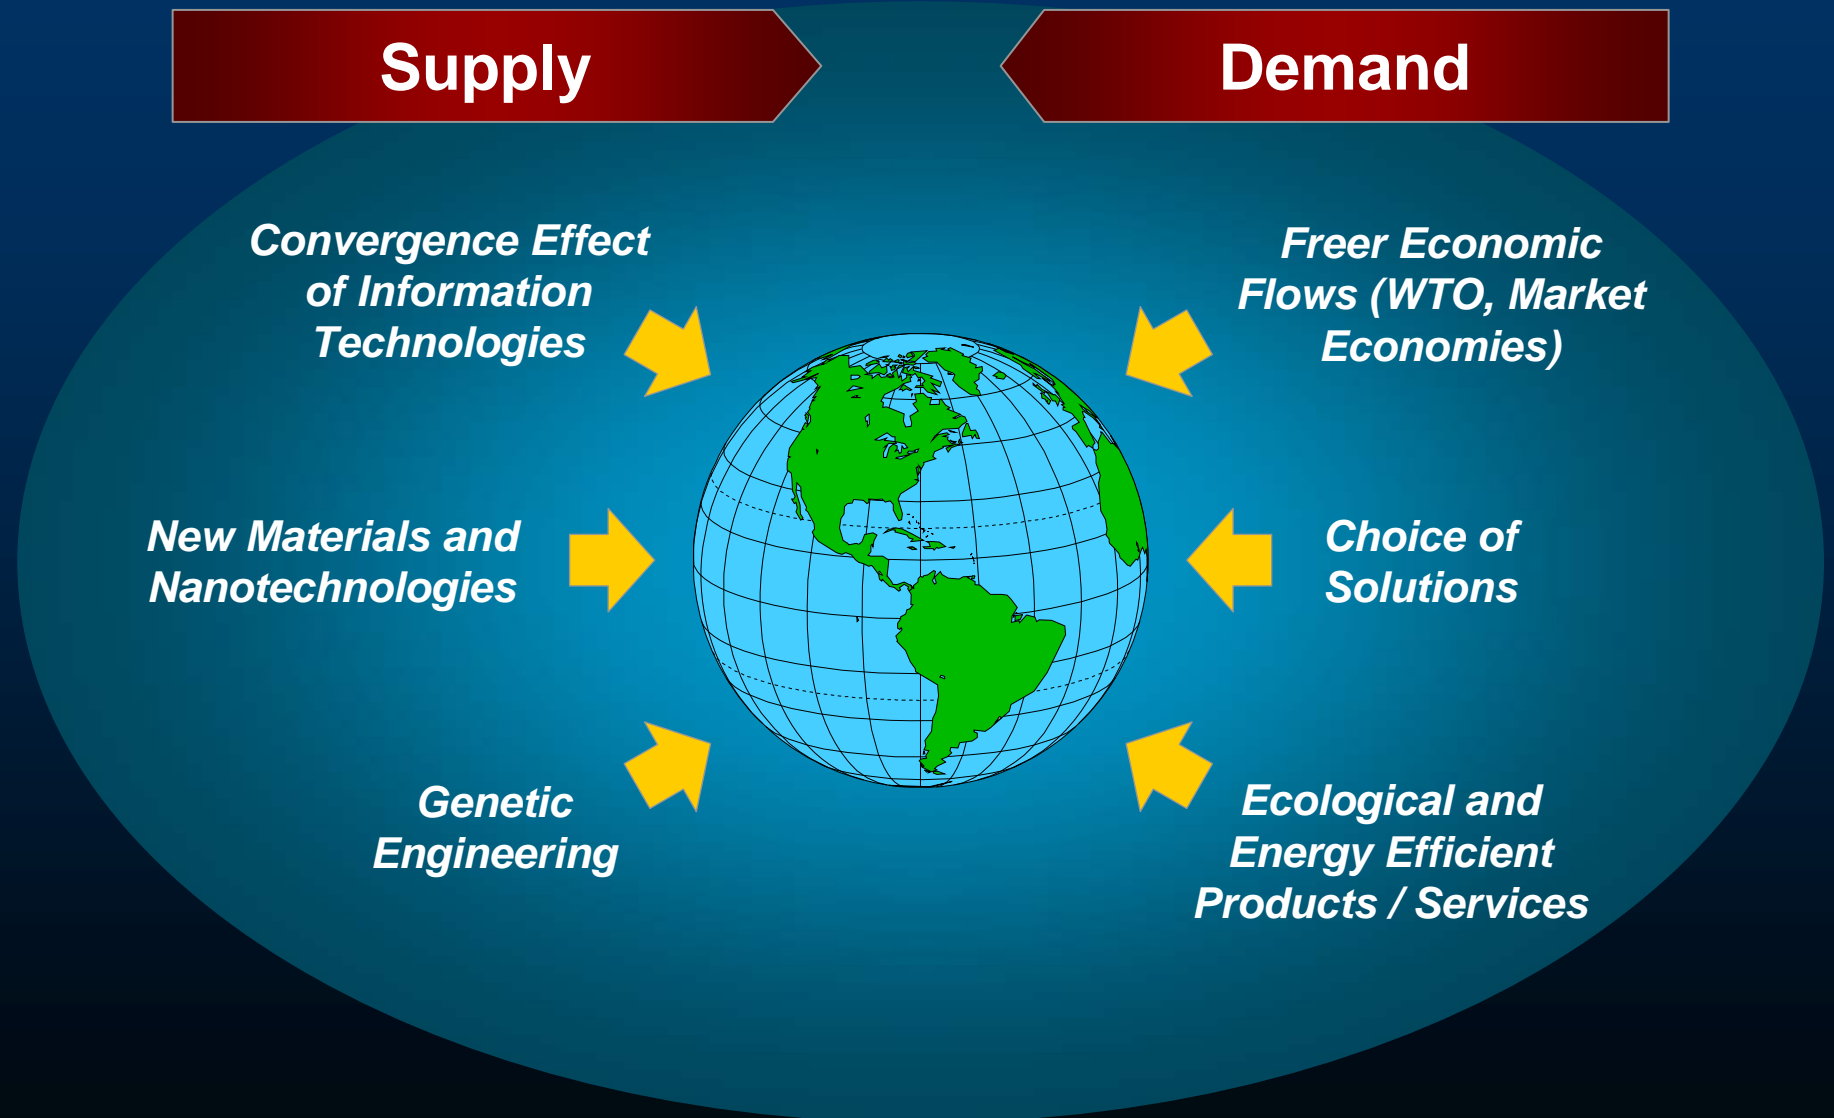 Supply
Demand
Convergence Effect
of Information
Technologies
New Materials and
Nanotechnologies
Genetic
Engineering
Freer Economic
Flows (WTO, Market
Economies)
Choice of
Solutions
Ecological and
Energy Efficient
Products / Services